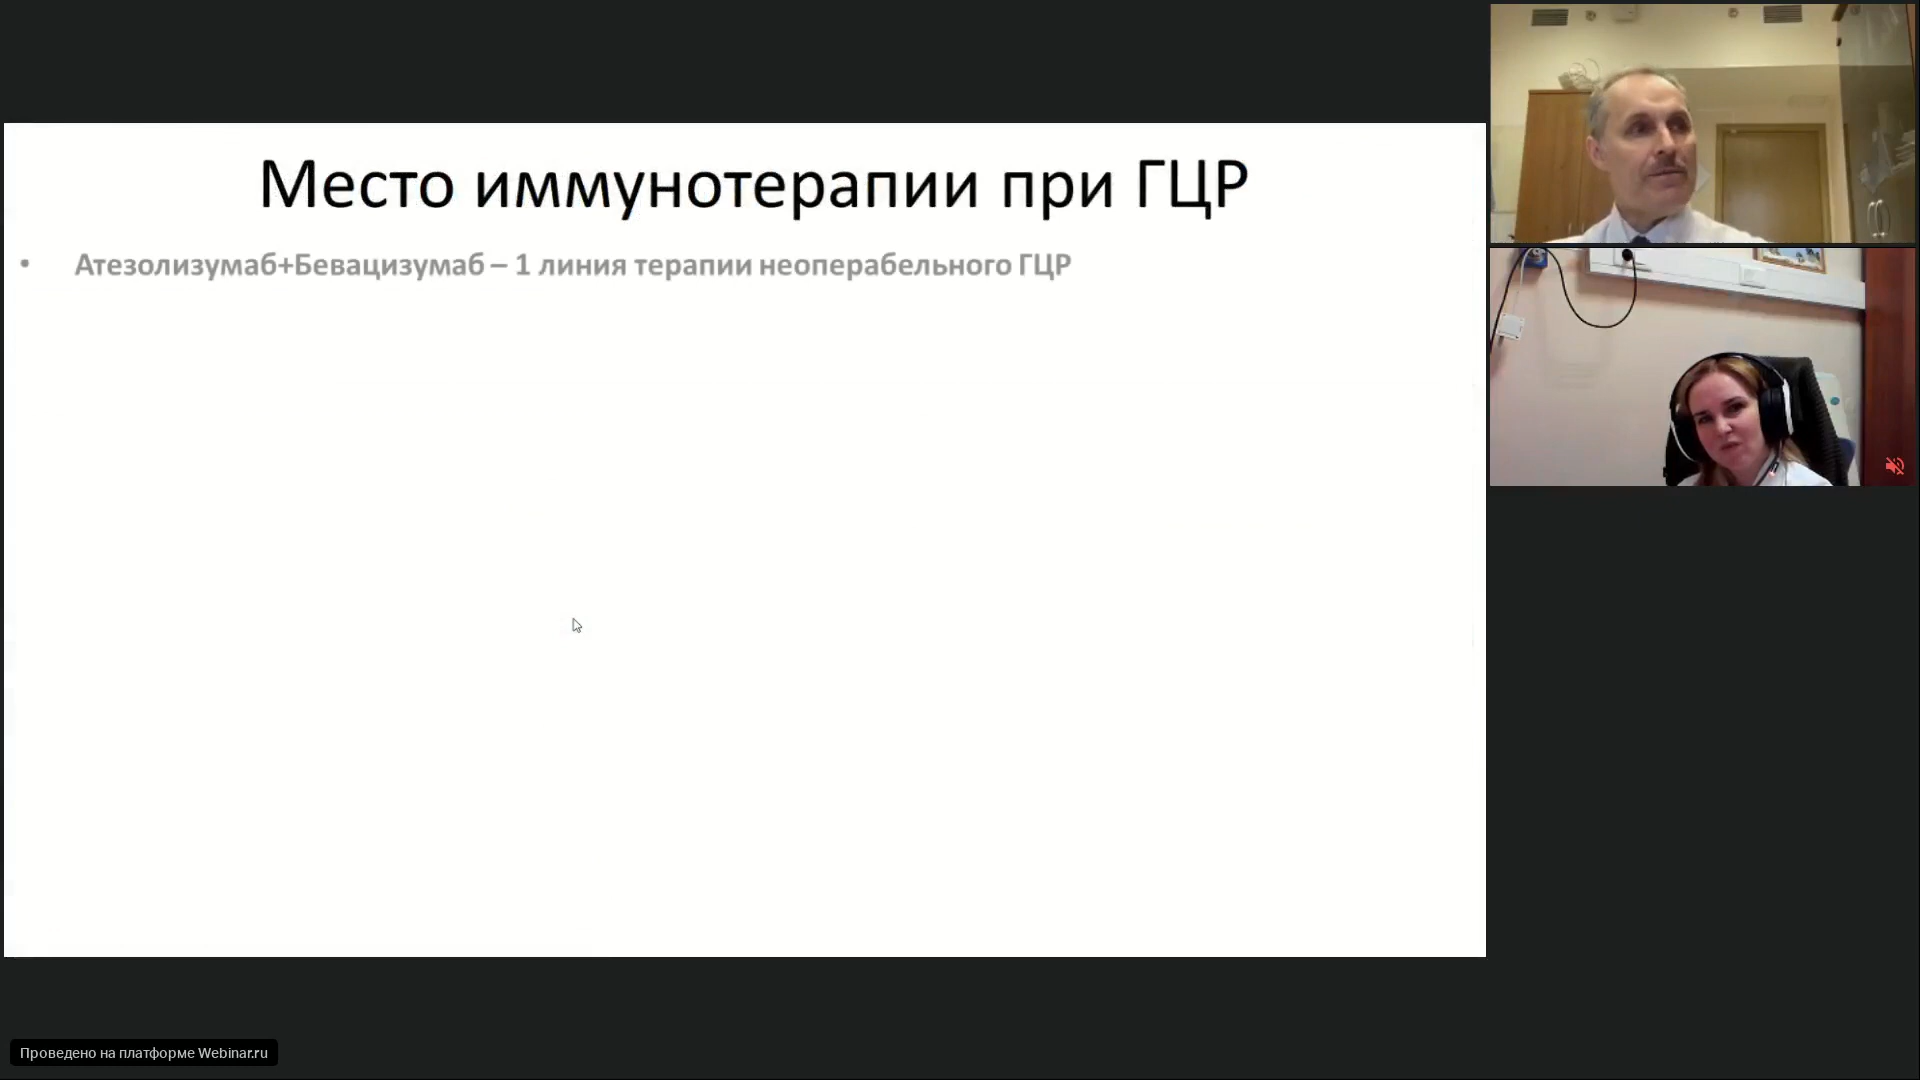 Место иммунотерапии при ГЦР
• Атезолизумаб+Бевацизумаб – 1 линия терапии неоперабельного ГЦР
Проведено на платформе Webinar.ru